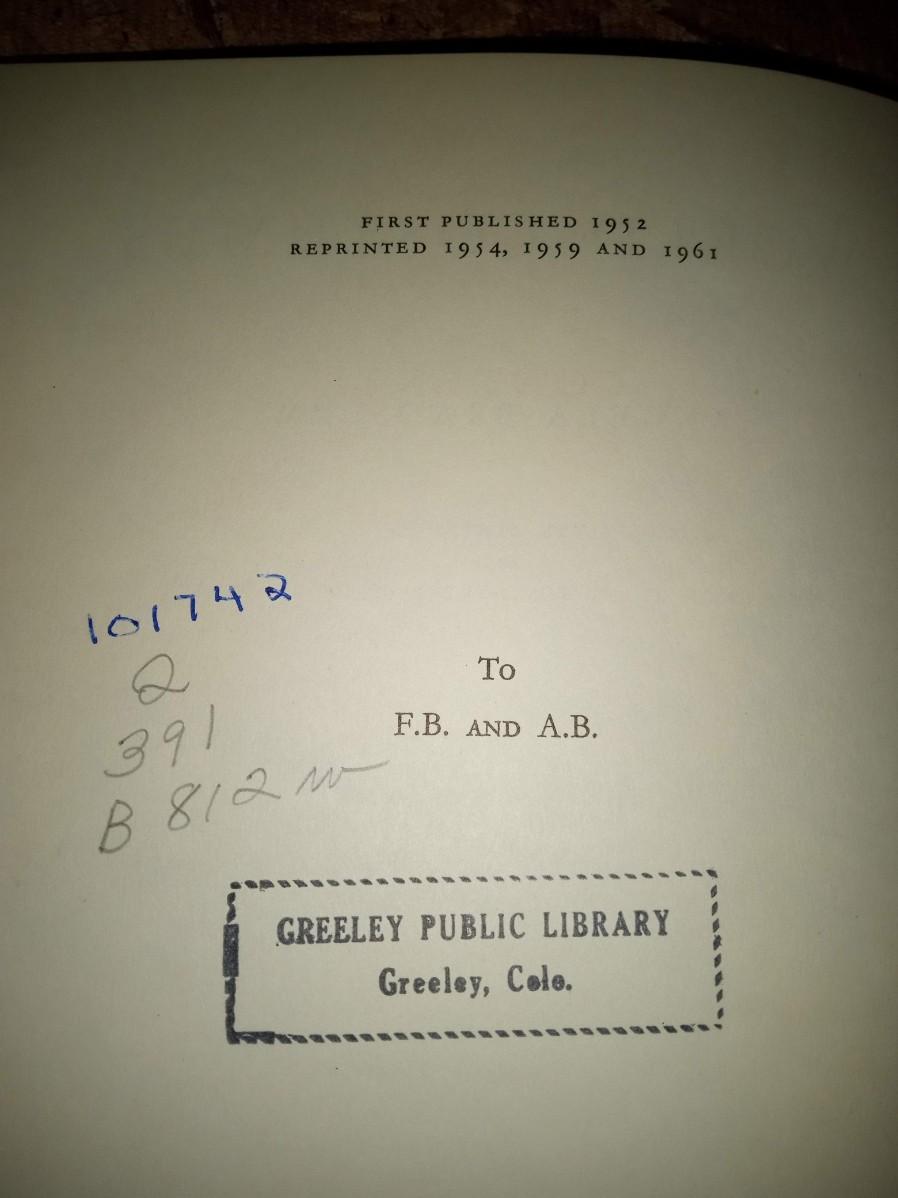 FIRST PUBLISHED 1952
REPRINTED 1954, 1959 AND 1961
101742
Q
391
B 812 w
To
F.B. AND A.B.
GREELEY PUBLIC LIBRARY
Greeley, Colo.